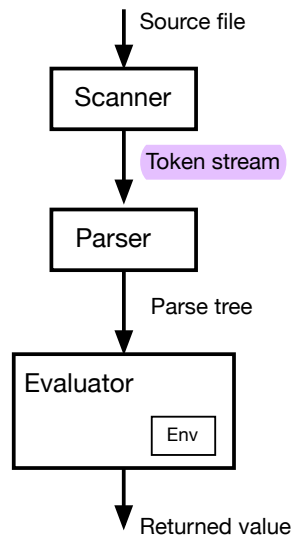 Source file
Scanner
Token stream
Parser
Parse tree
Evaluator
Env
Returned value